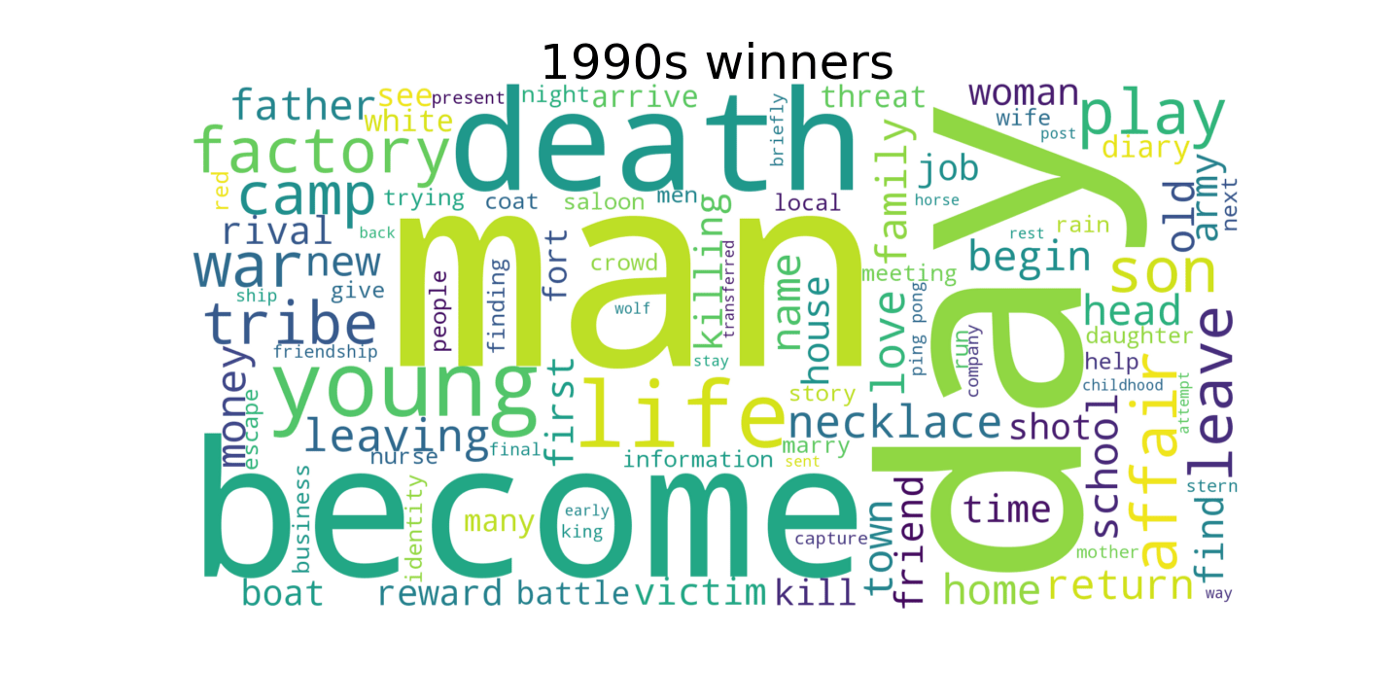 1990s winners
father
see
present
night
arrive
death
briefly
threat
woman
wife
post
play
white
diary
factory
family
job
day
red
camp
trying
coat
saloon
men
killing
local
horse
old
army
next
rival
back
man
rain
rest
war
new
fort
crowd
transferred
name
house
meeting
begin
son
ship
give
people
finding
wolf
love
ping pong
run
company
head
tribe
friendship
stay
daughter
help
leave
money
escape
young
first
life
story
necklace
shot
school
childhood
affair
attempt
leaving
nurse
final
information
marry
sent
become
business
identity
many
early
king
capture
town
friend
time
mother
stern
find
way
boat
reward
battle
victim
kill
home
return